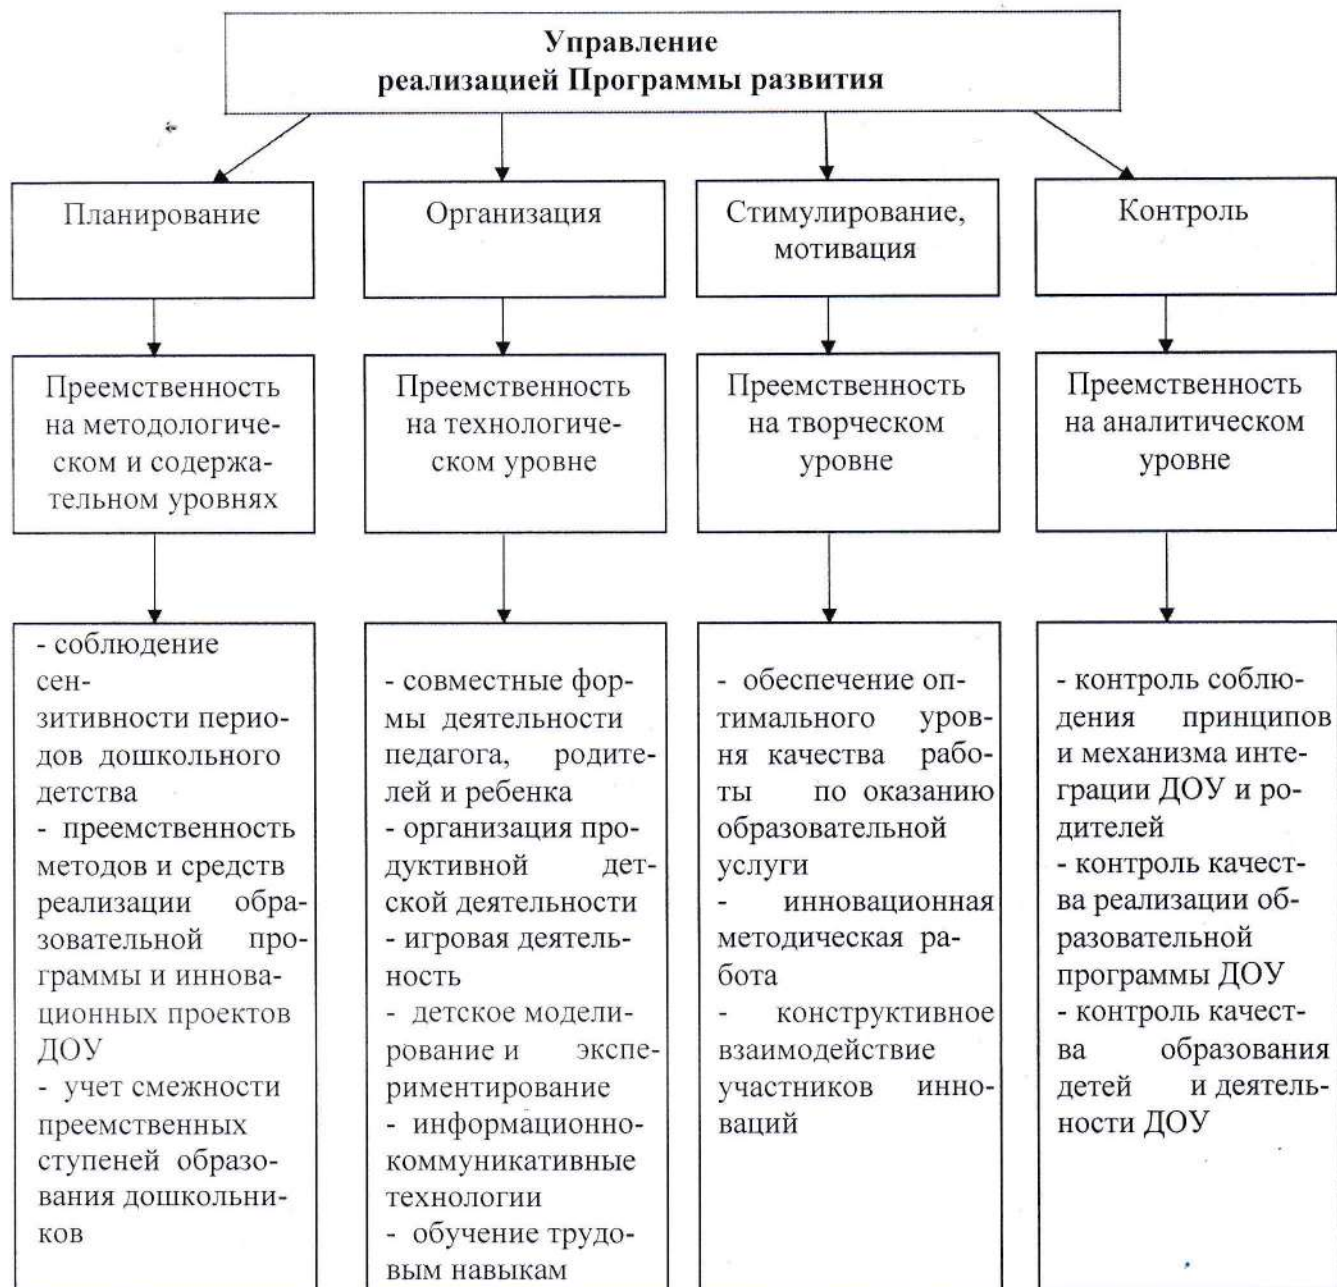 Управление
реализацией Программы развития
Планирование
Организация
Стимулирование,
мотивация
Контроль
Преемственность
на методологиче-
ском и содержа-
тельном уровнях
Преемственность
на технологиче-
ском уровне
Преемственность
на творческом
уровне
Преемственность
на аналитическом
уровне
- соблюдение
сен-
зитивности перио-
дов дошкольного
детства
- преемственность
методов и средств
реализации обра-
зовательной про-
граммы и иннова-
ционных проектов
ДОУ
- учет смежности
преемственных
ступеней образо-
вания дошкольни-
ков
- совместные фор-
мы деятельности
педагога, родите-
лей и ребенка
- организация про-
дуктивной дет-
ской деятельности
- игровая деятель-
ность
- детское модели-
рование и экспе-
риментирование
- информационно-
коммуникативные
технологии
- обучение трудо-
вым навыкам
- обеспечение оп-
тимального уров-
ня качества рабо-
ты по оказанию
образовательной
услуги
- инновационная
методическая ра-
бота
- конструктивное
взаимодействие
участников инно-
ваций
- контроль соблю-
дения принципов
и механизма инте-
грации ДОУ и ро-
дителей
- контроль качест-
ва реализации об-
разовательной
программы ДОУ
- контроль качест-
ва образования
детей и деятель-
ности ДОУ